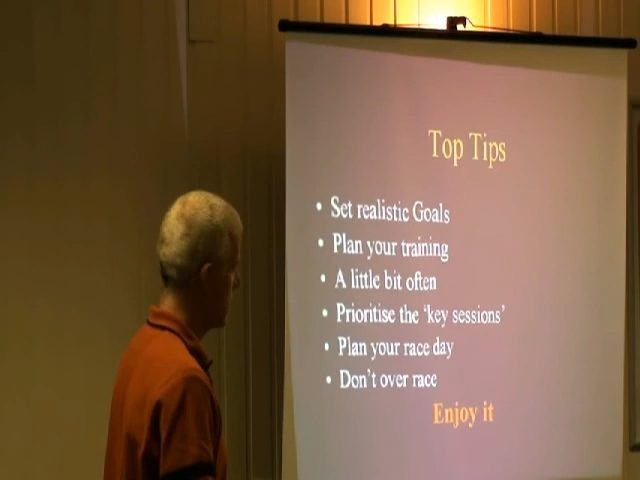 Top Tips
• Set realistic Goals
• Plan your training
• A little bit often
• Prioritise the 'key sessions'
• Plan your race day
• Don't over race
Enjoy it